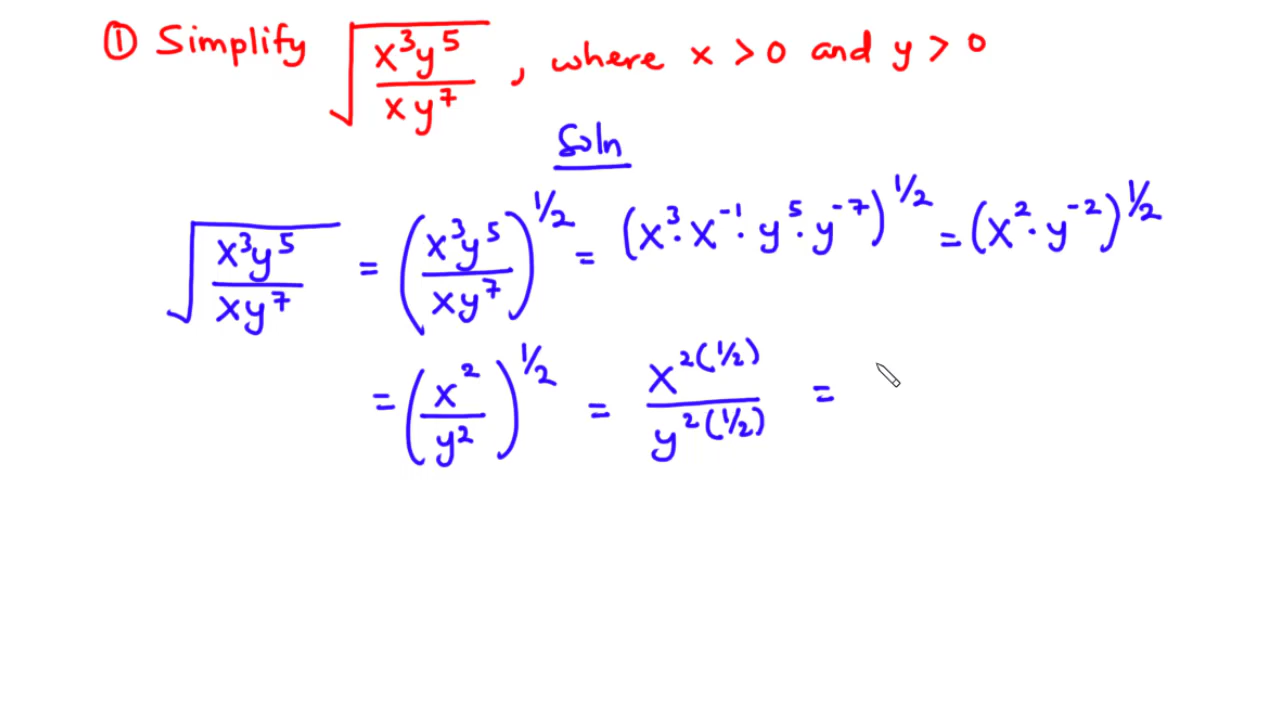 ① Simplify √(x³y⁵/xy⁷), where x > 0 and y > 0
Soln
√(x³y⁵/xy⁷) = (x³y⁵/xy⁷)^1/2 = (x³·x⁻¹·y⁵·y⁻⁷)^1/2 = (x²·y⁻²)^1/2
= (x²/y²)^1/2 = x^2(1/2)/y^2(1/2) =